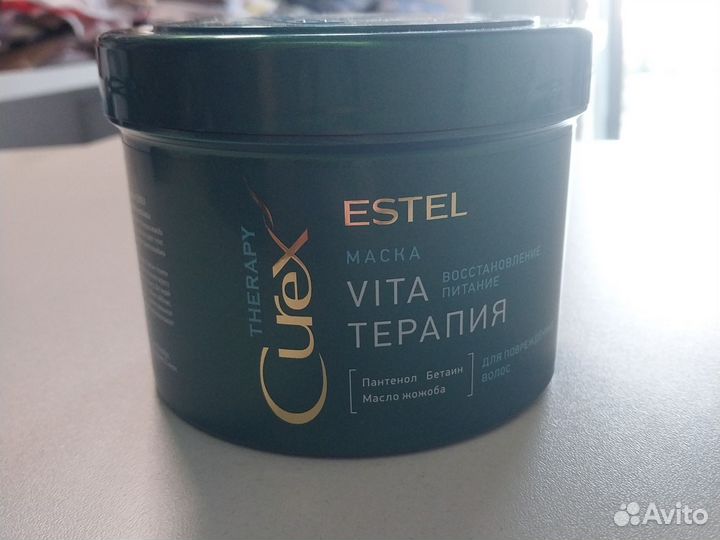 THERAPY
Curex
ESTEL
МАСКА
VITA
ТЕРАПИЯ
ВОССТАНОВЛЕНИЕ
ПИТАНИЕ
Пантенол Бетаин
Масло жожоба
ДЛЯ ПОВРЕЖДЕННЫХ
ВОЛОС
Avito